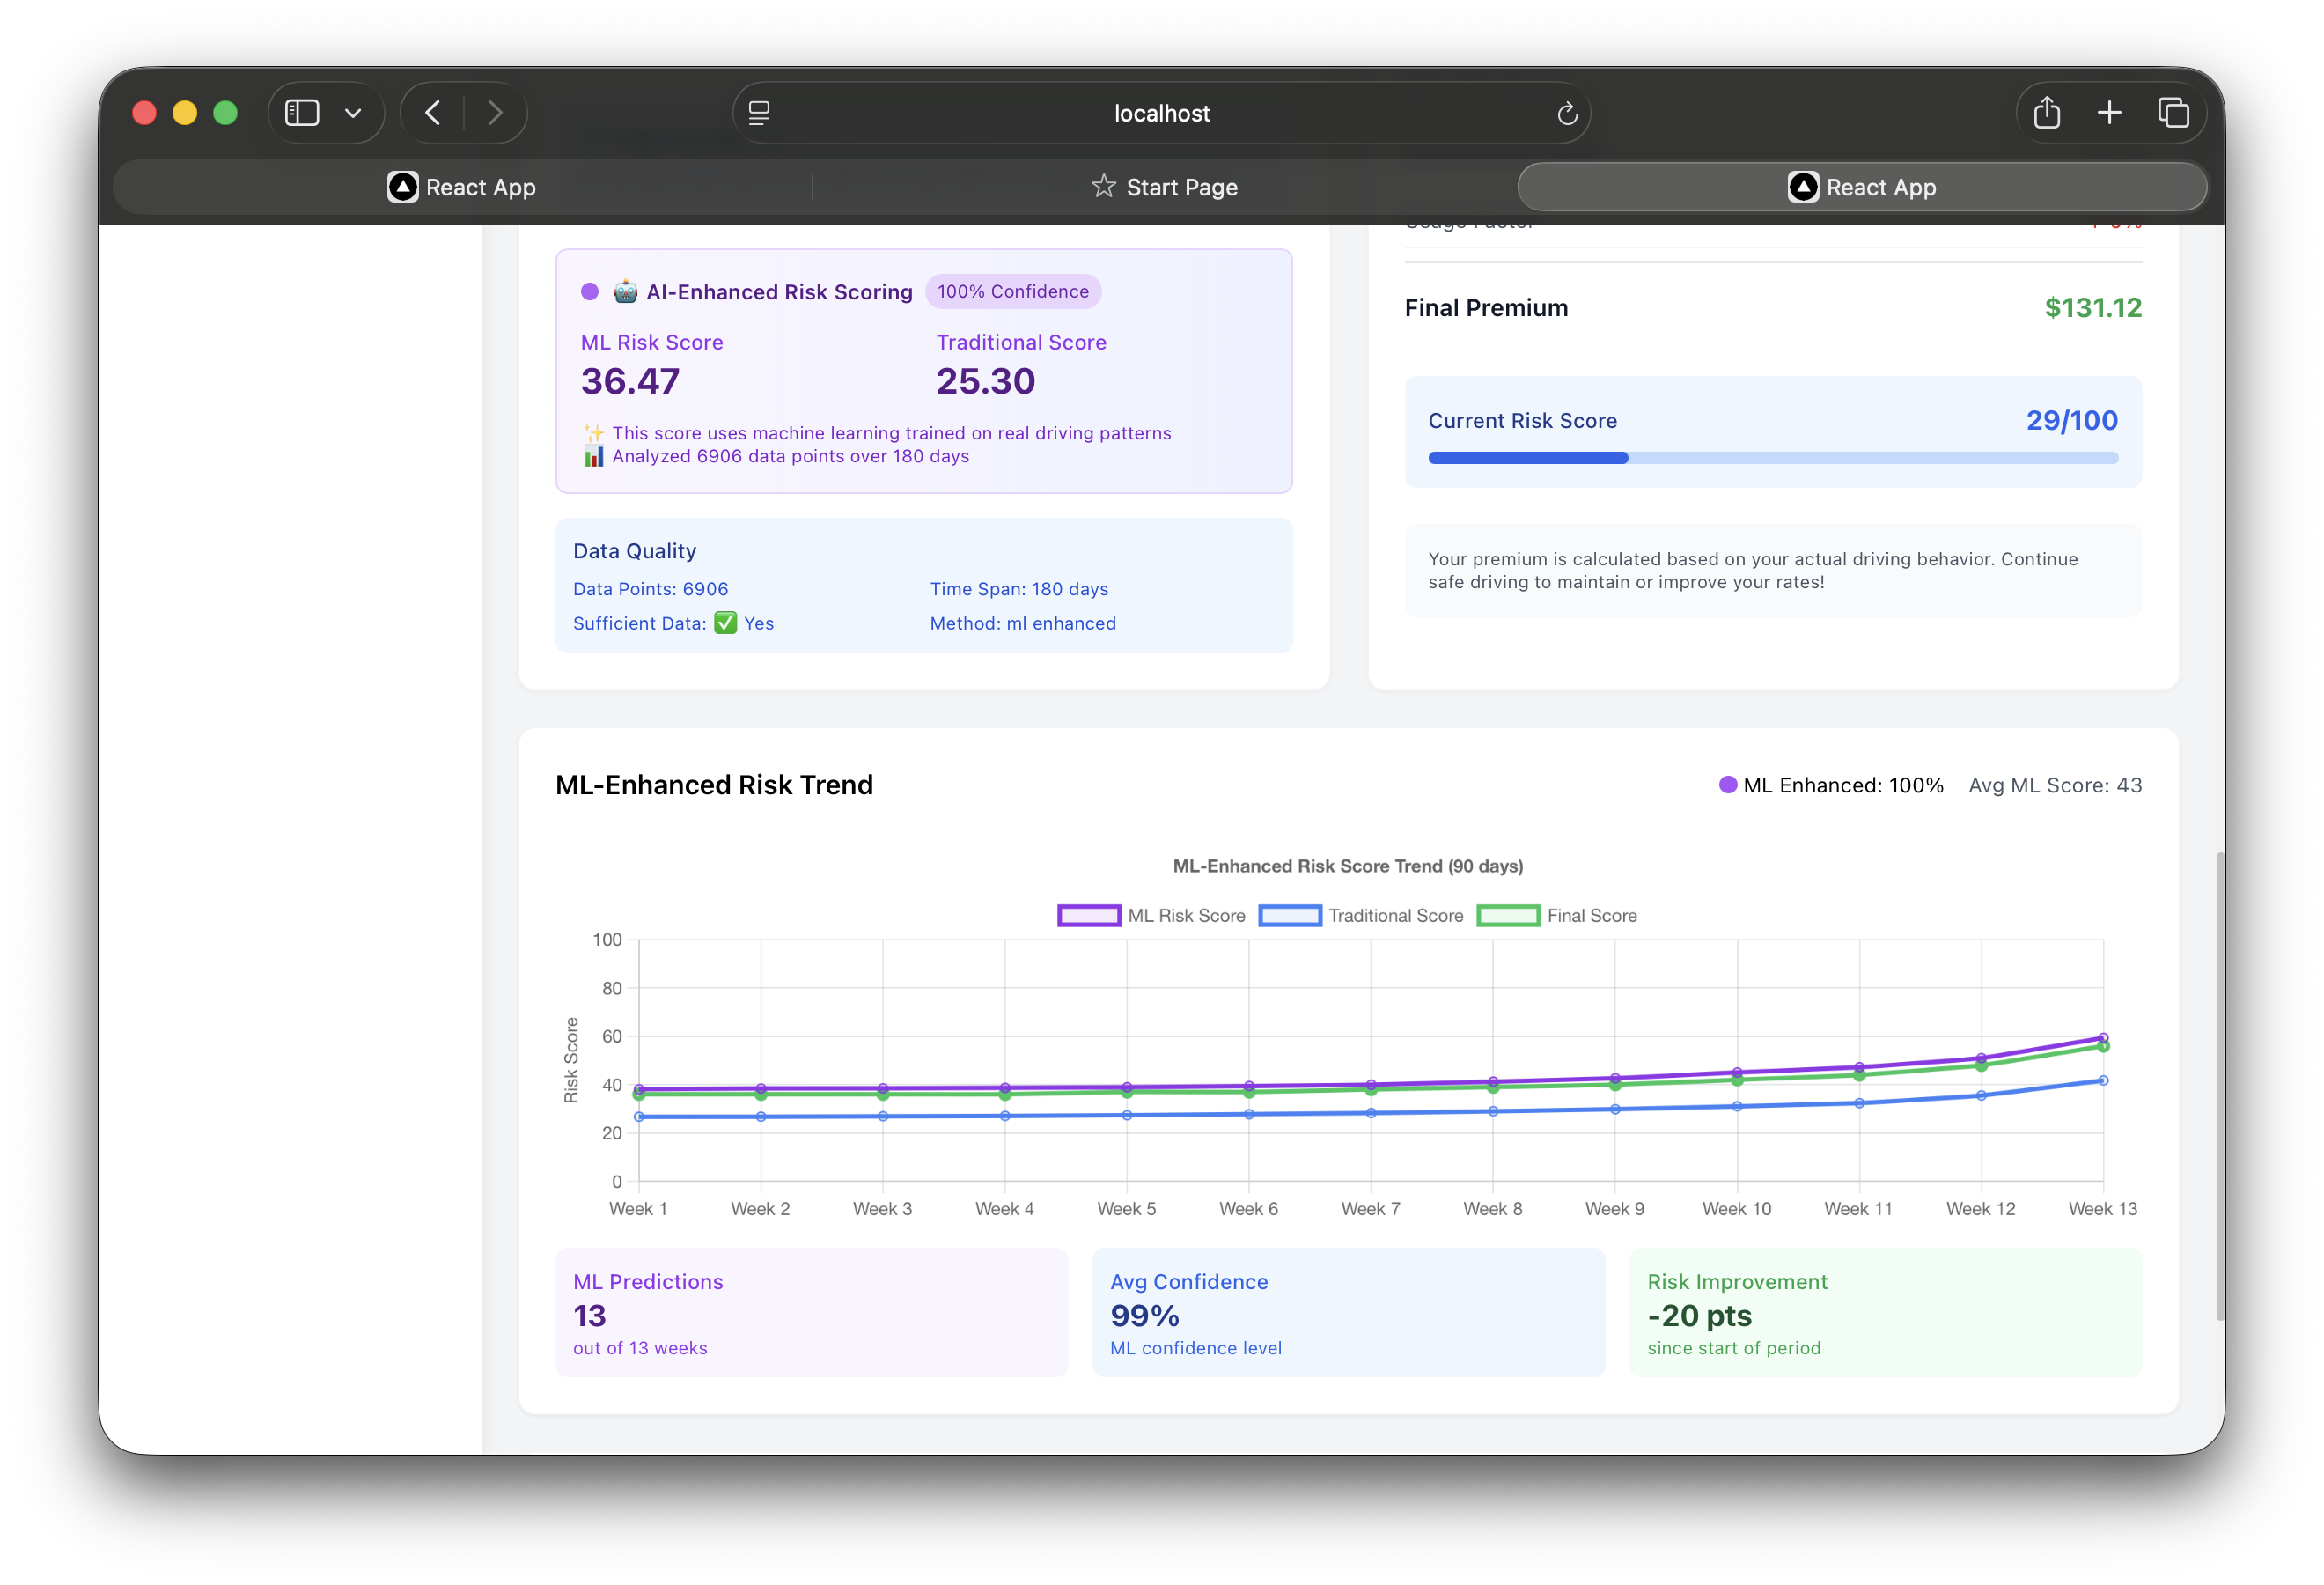 localhost
React App
Start Page
React App
🤖 AI-Enhanced Risk Scoring
100% Confidence
ML Risk Score
Traditional Score
36.47
25.30
✨ This score uses machine learning trained on real driving patterns
📊 Analyzed 6906 data points over 180 days
Data Quality
Data Points: 6906
Time Span: 180 days
Sufficient Data: ✅ Yes
Method: ml enhanced
Usage Factor
Final Premium
$131.12
Current Risk Score
29/100
Your premium is calculated based on your actual driving behavior. Continue
safe driving to maintain or improve your rates!
ML-Enhanced Risk Trend
ML Enhanced: 100%
Avg ML Score: 43
ML-Enhanced Risk Score Trend (90 days)
ML Risk Score
Traditional Score
Final Score
Risk Score
100
80
60
40
20
0
Week 1
Week 2
Week 3
Week 4
Week 5
Week 6
Week 7
Week 8
Week 9
Week 10
Week 11
Week 12
Week 13
ML Predictions
13
out of 13 weeks
Avg Confidence
99%
ML confidence level
Risk Improvement
-20 pts
since start of period